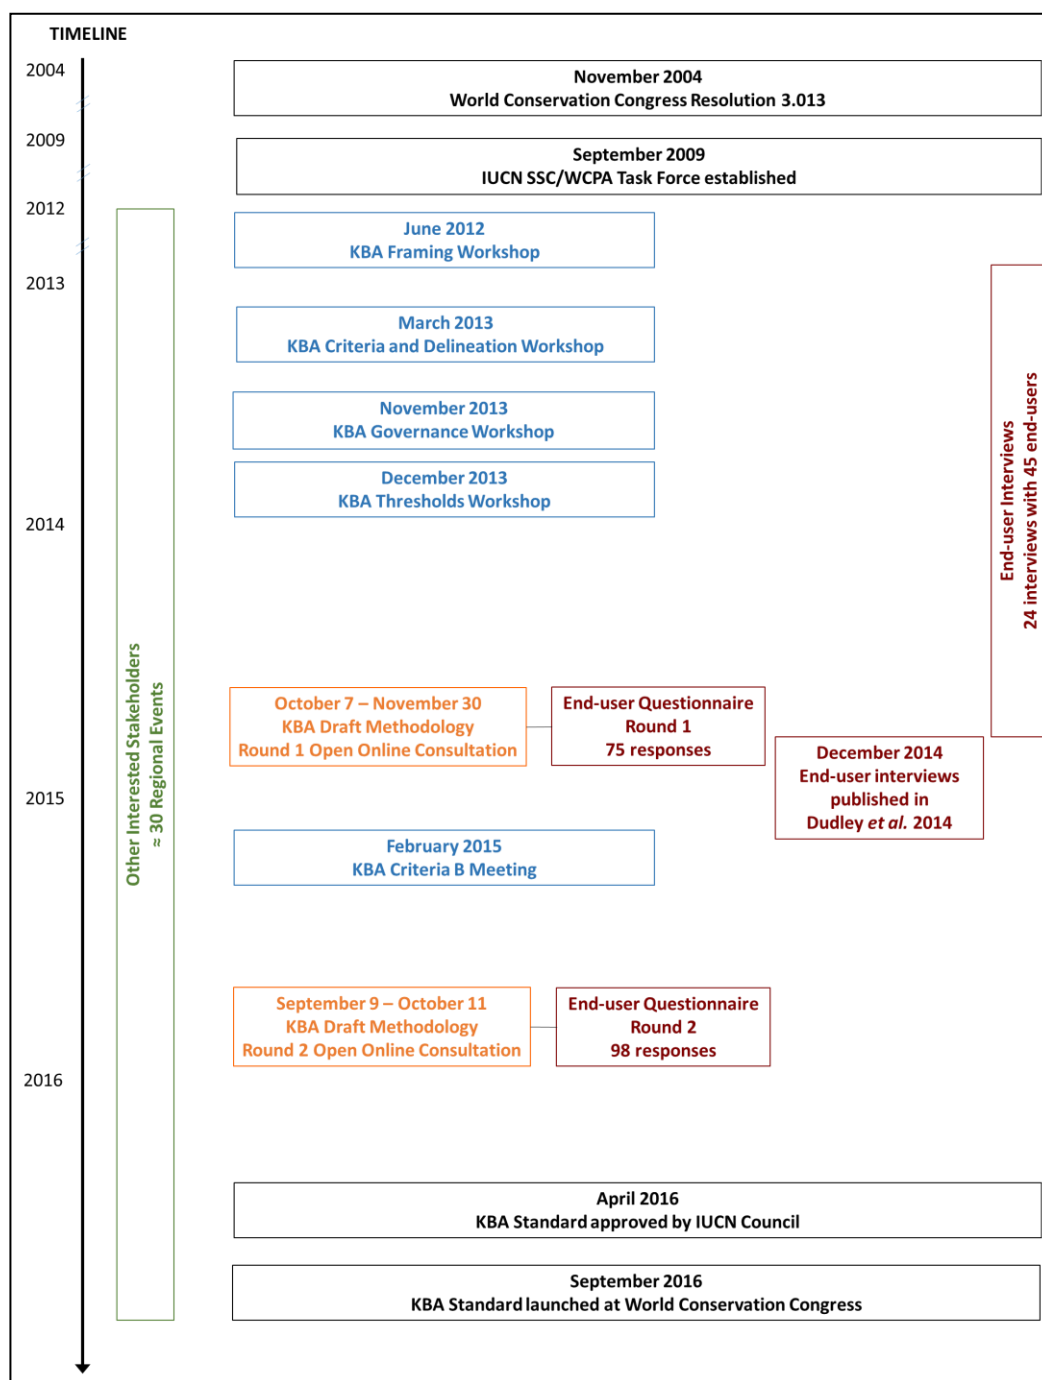 TIMELINE
2004
November 2004
World Conservation Congress Resolution 3.013
2009
September 2009
IUCN SSC/WCPA Task Force established
2012
June 2012
KBA Framing Workshop
2013
March 2013
KBA Criteria and Delineation Workshop
November 2013
KBA Governance Workshop
December 2013
KBA Thresholds Workshop
2014
End-user Interviews
24 interviews with 45 end-users
Other Interested Stakeholders
≈ 30 Regional Events
October 7 – November 30
KBA Draft Methodology
Round 1 Open Online Consultation
End-user Questionnaire
Round 1
75 responses
December 2014
End-user interviews
published in
Dudley et al. 2014
2015
February 2015
KBA Criteria B Meeting
September 9 – October 11
KBA Draft Methodology
Round 2 Open Online Consultation
End-user Questionnaire
Round 2
98 responses
2016
April 2016
KBA Standard approved by IUCN Council
September 2016
KBA Standard launched at World Conservation Congress